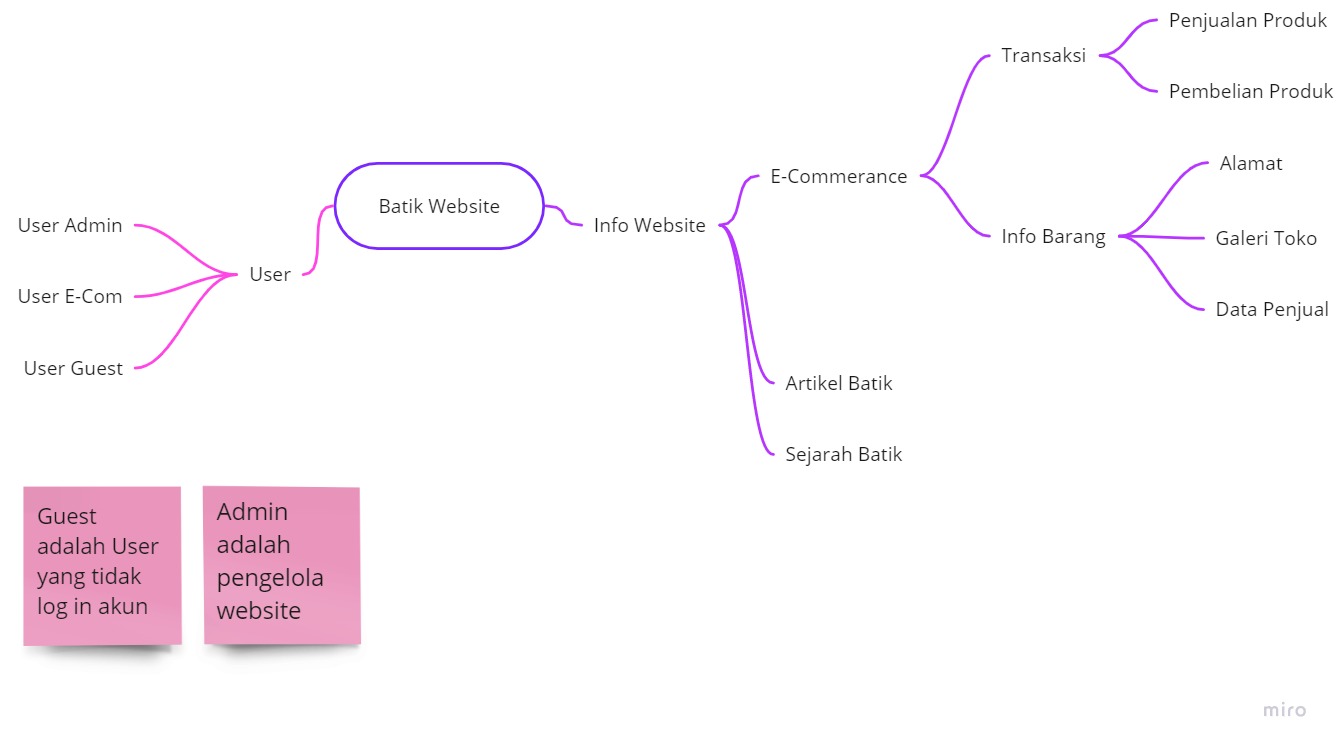 Penjualan Produk
Transaksi
Pembelian Produk
Alamat
E-Commerance
Batik Website
User Admin
Info Website
Info Barang
Galeri Toko
User
User E-Com
Data Penjual
User Guest
Artikel Batik
Sejarah Batik
Guest
adalah User
yang tidak
log in akun
Admin
adalah
pengelola
website
miro